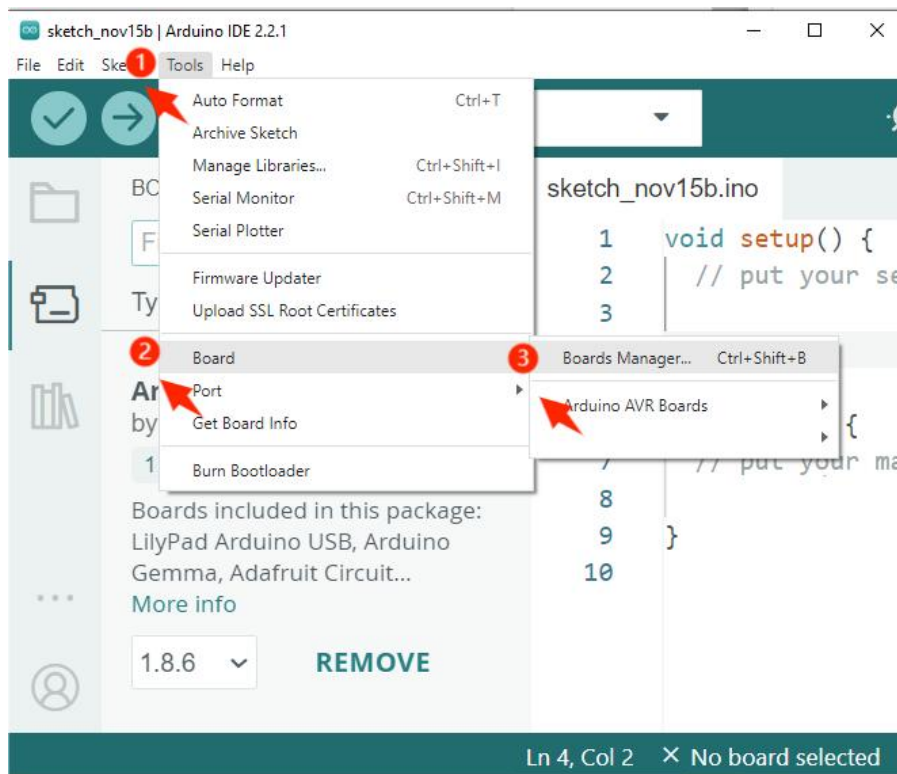 sketch_nov15b | Arduino IDE 2.2.1
File Edit Ske 1 Tools Help
Auto Format Ctrl+T
Archive Sketch
Manage Libraries... Ctrl+Shift+I
Serial Monitor Ctrl+Shift+M
Serial Plotter
Firmware Updater
Upload SSL Root Certificates
2 Board
Port
Get Board Info
Burn Bootloader
3 Boards Manager... Ctrl+Shift+B
Arduino AVR Boards
BO
F
Ty
Ar
by
1
Boards included in this package:
LilyPad Arduino USB, Arduino
Gemma, Adafruit Circuit...
More info
1.8.6 REMOVE
sketch_nov15b.ino
1 void setup() {
2 // put your se
3
{
7 // put your ma
8
9 }
10
Ln 4, Col 2 × No board selected